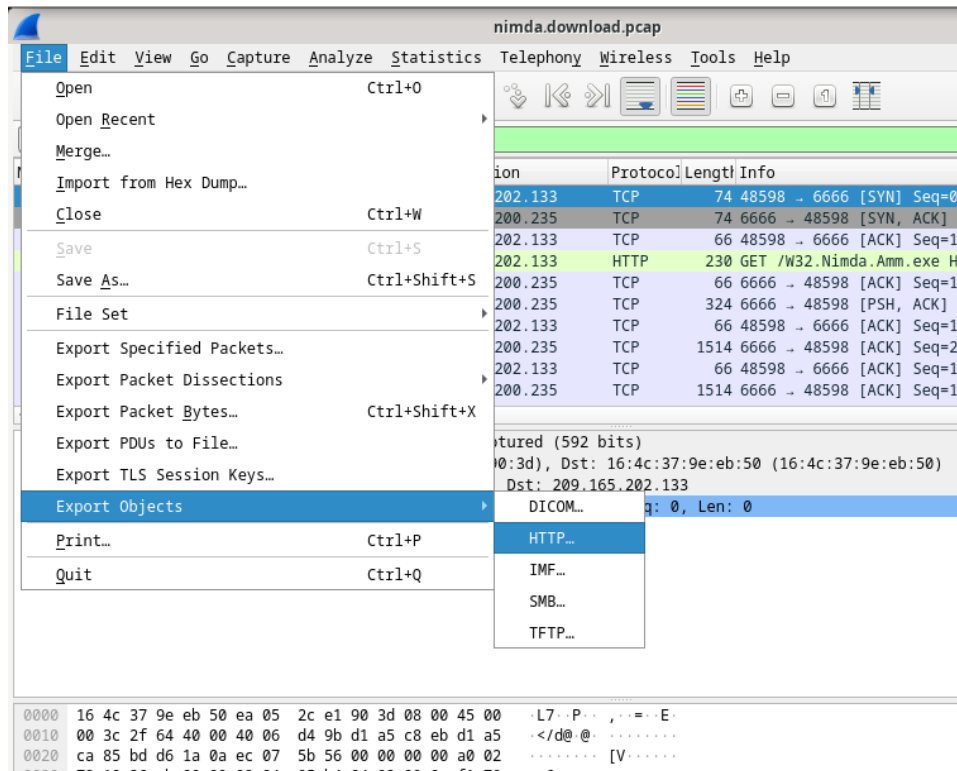 nimda.download.pcap
File Edit View Go Capture Analyze Statistics Telephony Wireless Tools Help
Open Ctrl+O
Open Recent
Merge…
Import from Hex Dump…
Close Ctrl+W
Save Ctrl+S
Save As… Ctrl+Shift+S
File Set
Export Specified Packets…
Export Packet Dissections
Export Packet Bytes… Ctrl+Shift+X
Export PDUs to File…
Export TLS Session Keys…
Export Objects
Print… Ctrl+P
Quit Ctrl+Q
DICOM…
HTTP…
IMF…
SMB…
TFTP…
ion Protocol Length Info
202.133 TCP 74 48598 → 6666 [SYN] Seq=0
200.235 TCP 74 6666 → 48598 [SYN, ACK]
202.133 TCP 66 48598 → 6666 [ACK] Seq=1
202.133 HTTP 230 GET /W32.Nimda.Amm.exe H
200.235 TCP 66 6666 → 48598 [ACK] Seq=1
200.235 TCP 324 6666 → 48598 [PSH, ACK]
202.133 TCP 66 48598 → 6666 [ACK] Seq=1
200.235 TCP 1514 6666 → 48598 [ACK] Seq=2
202.133 TCP 66 48598 → 6666 [ACK] Seq=1
200.235 TCP 1514 6666 → 48598 [ACK] Seq=1
tured (592 bits)
90:3d), Dst: 16:4c:37:9e:eb:50 (16:4c:37:9e:eb:50)
Dst: 209.165.202.133
q: 0, Len: 0
0000 16 4c 37 9e eb 50 ea 05 2c e1 90 3d 08 00 45 00 ·L7··P·· ,··=··E·
0010 00 3c 2f 64 40 00 40 06 d4 9b d1 a5 c8 eb d1 a5 ·</d@·@· ········
0020 ca 85 bd d6 1a 0a ec 07 5b 56 00 00 00 00 a0 02 ········ [V······